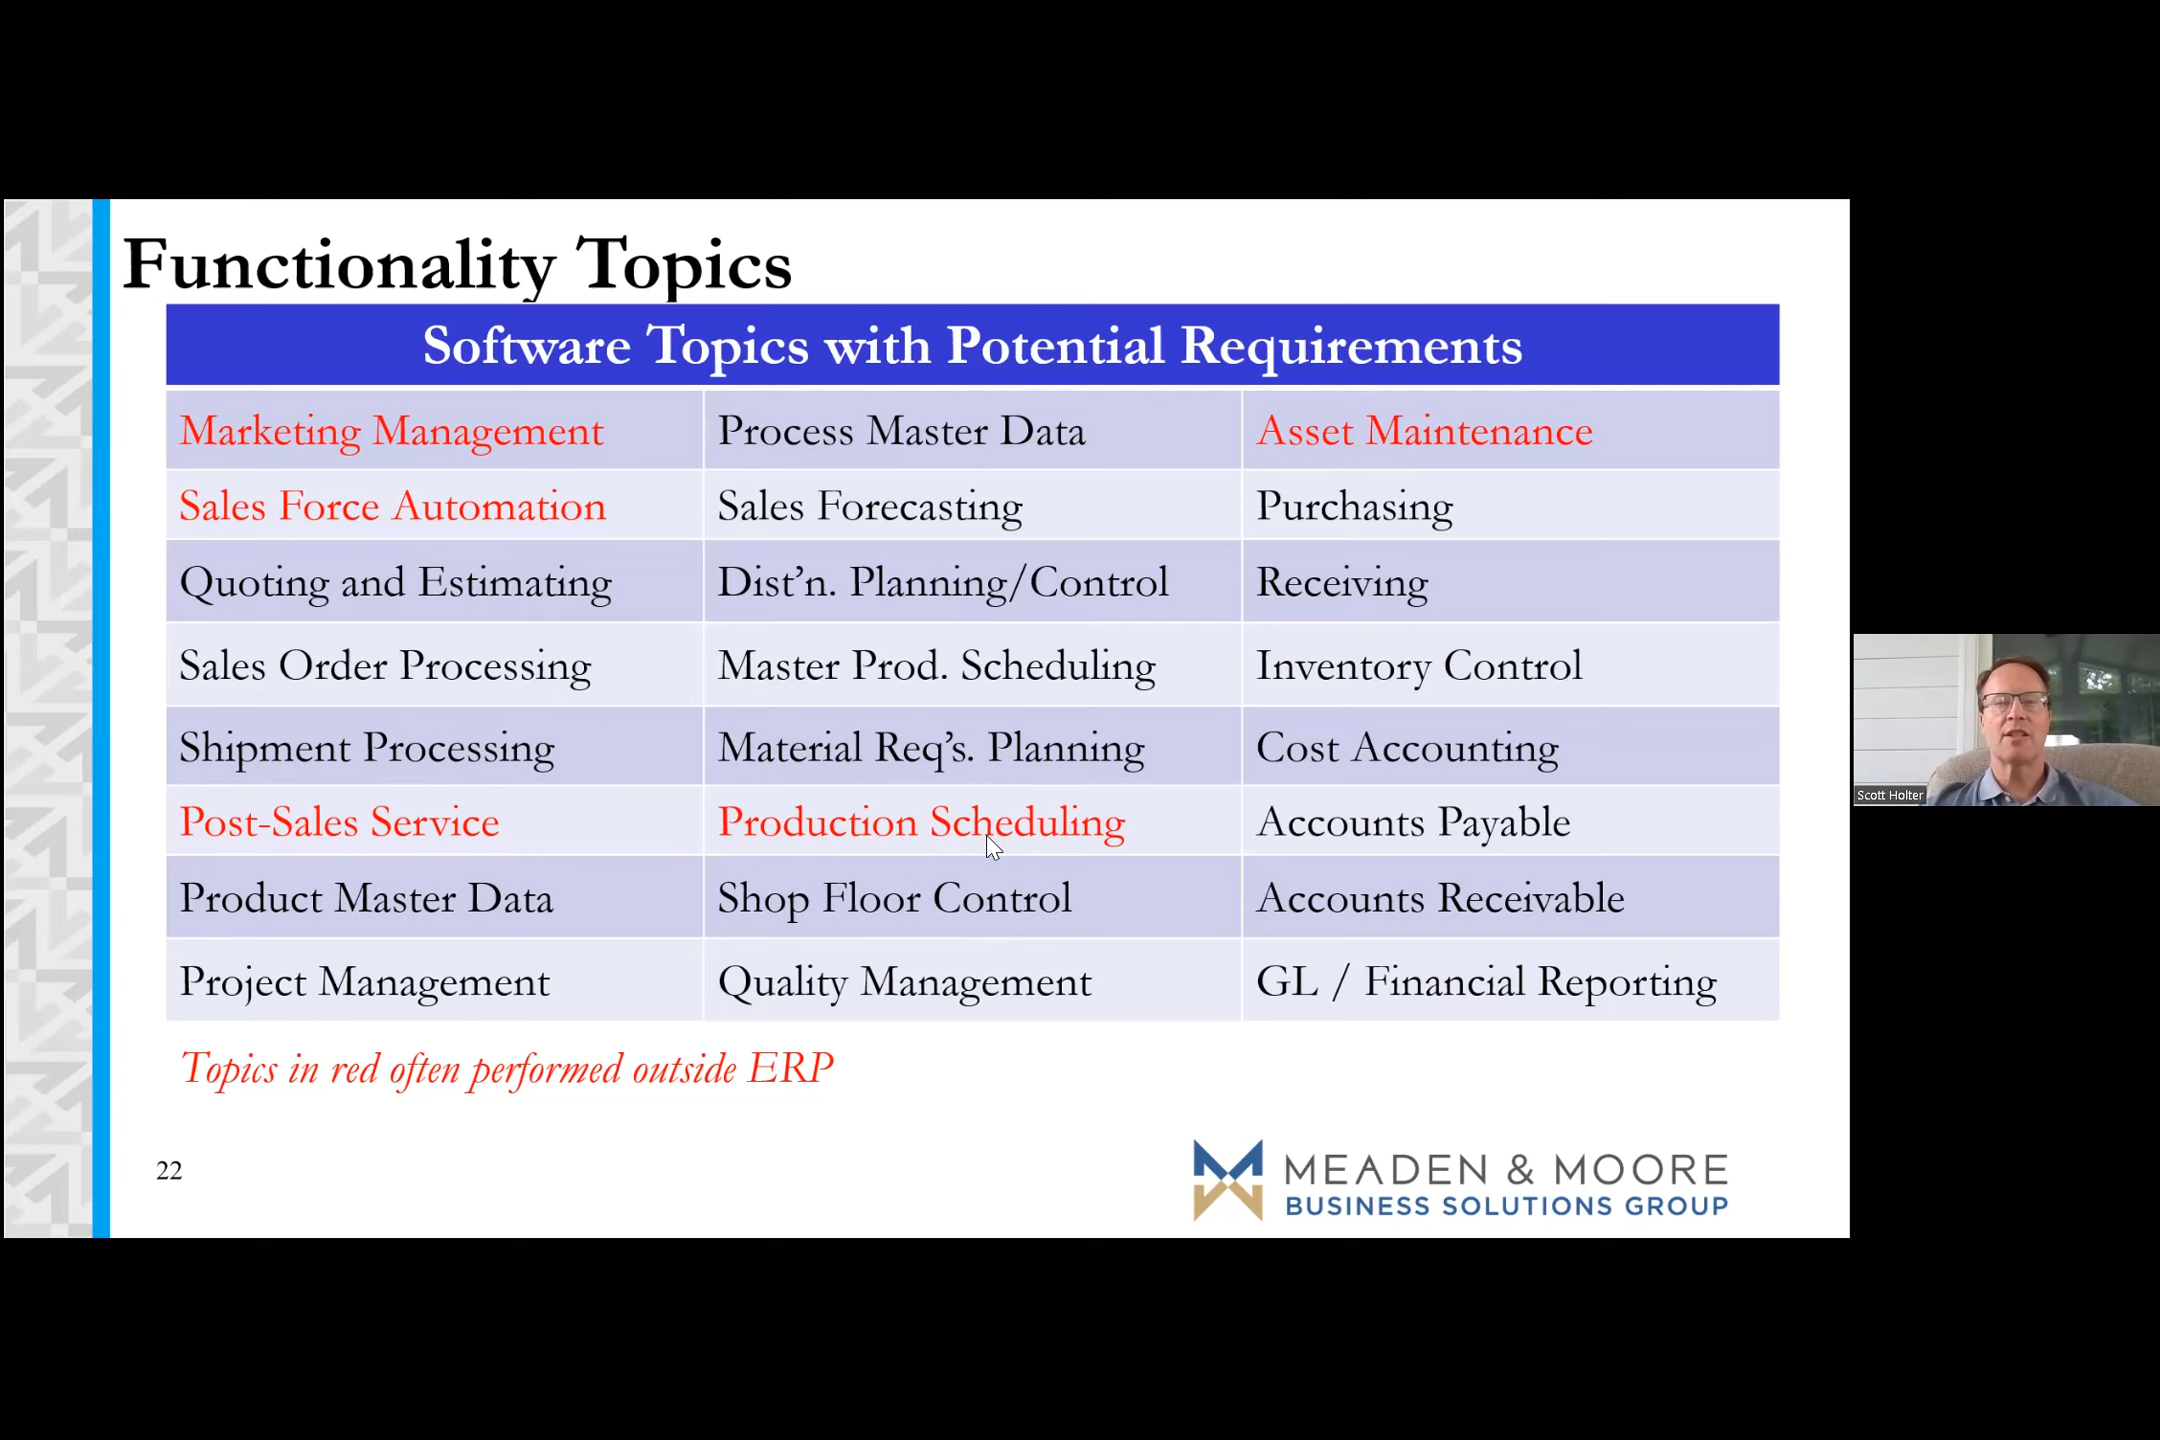 Functionality Topics
Software Topics with Potential Requirements
Marketing Management
Process Master Data
Asset Maintenance
Sales Force Automation
Sales Forecasting
Purchasing
Quoting and Estimating
Dist'n. Planning/Control
Receiving
Sales Order Processing
Master Prod. Scheduling
Inventory Control
Shipment Processing
Material Req's. Planning
Cost Accounting
Post-Sales Service
Production Scheduling
Accounts Payable
Product Master Data
Shop Floor Control
Accounts Receivable
Project Management
Quality Management
GL / Financial Reporting
Topics in red often performed outside ERP
22
MEADEN & MOORE
BUSINESS SOLUTIONS GROUP
Scott Holter